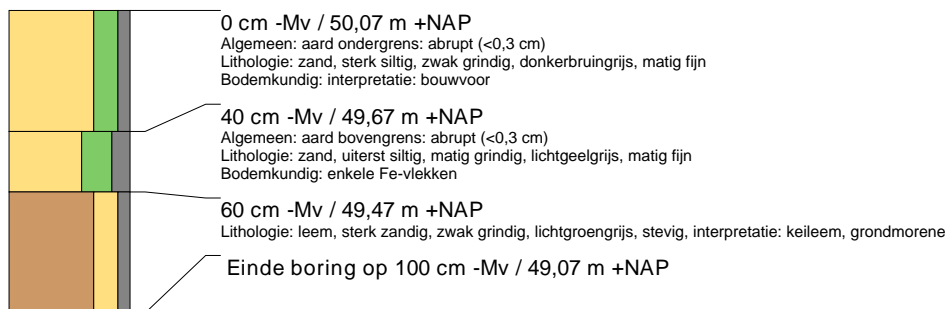 0 cm -Mv / 50,07 m +NAP
Algemeen: aard ondergrens: abrupt (<0,3 cm)
Lithologie: zand, sterk siltig, zwak grindig, donkerbruingrijs, matig fijn
Bodemkundig: interpretatie: bouwvoor
40 cm -Mv / 49,67 m +NAP
Algemeen: aard bovengrens: abrupt (<0,3 cm)
Lithologie: zand, uiterst siltig, matig grindig, lichtgeelgrijs, matig fijn
Bodemkundig: enkele Fe-vlekken
60 cm -Mv / 49,47 m +NAP
Lithologie: leem, sterk zandig, zwak grindig, lichtgroengrijs, stevig, interpretatie: keileem, grondmorene
Einde boring op 100 cm -Mv / 49,07 m +NAP